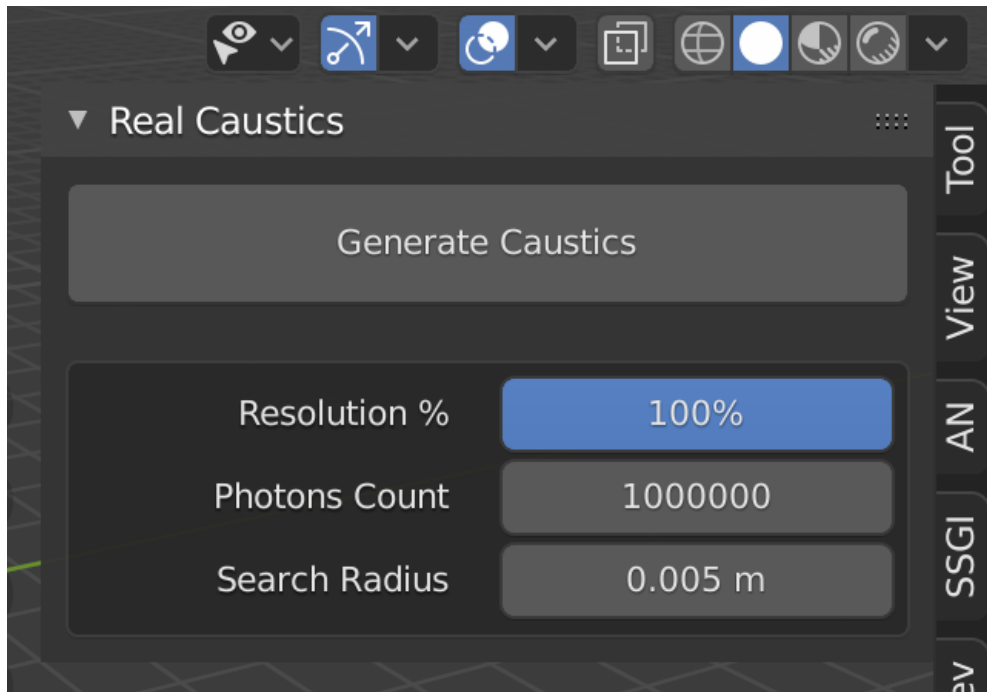 Real Caustics
Generate Caustics
Resolution % 100%
Photons Count 1000000
Search Radius 0.005 m
Tool
View
AN
SSGI